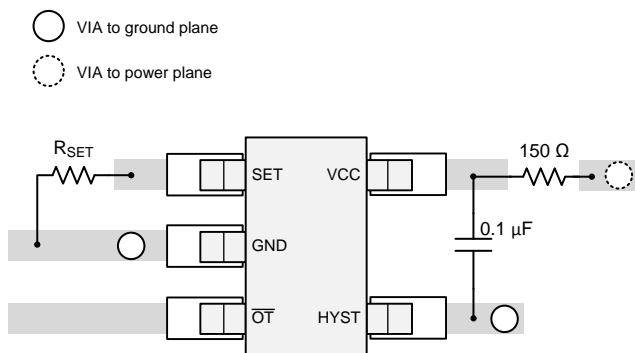 VIA to ground plane
VIA to power plane
RSET
150 Ω
SET
VCC
0.1 µF
GND
OT
HYST